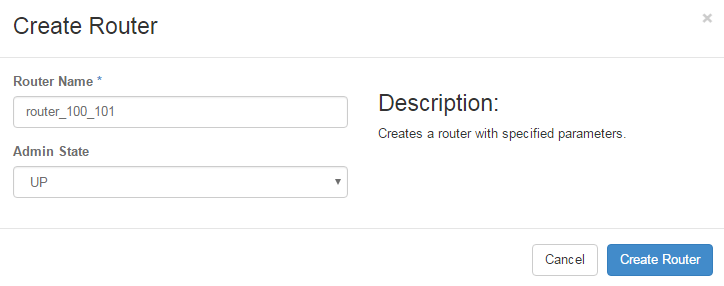 Create Router
×
Router Name *
router_100_101
Admin State
UP
Description:
Creates a router with specified parameters.
Cancel
Create Router